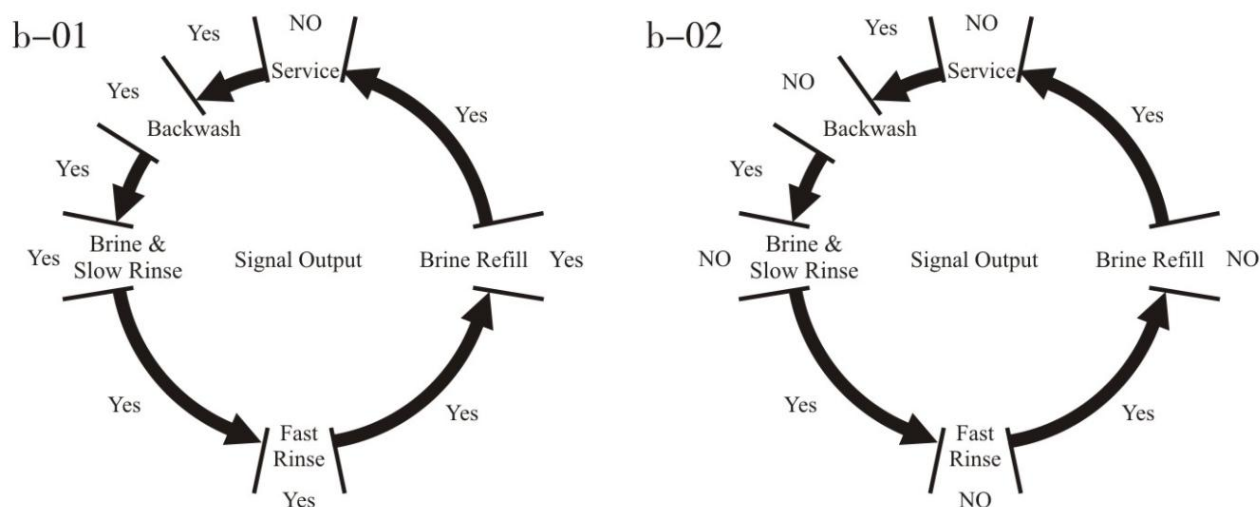 b-01
Yes
NO
Service
Yes
Backwash
Yes
Yes
Yes
Brine &
Slow Rinse
Signal Output
Brine Refill
Yes
Yes
Yes
Fast
Rinse
Yes
b-02
Yes
NO
Service
NO
Backwash
Yes
Yes
NO
Brine &
Slow Rinse
Signal Output
Brine Refill
NO
Yes
Yes
Fast
Rinse
NO